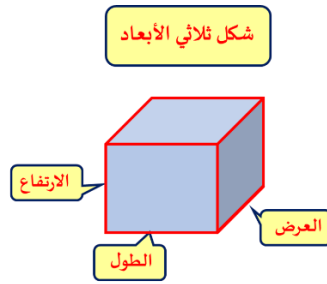 شكل ثلاثي الأبعاد
الارتفاع
العرض
الطول